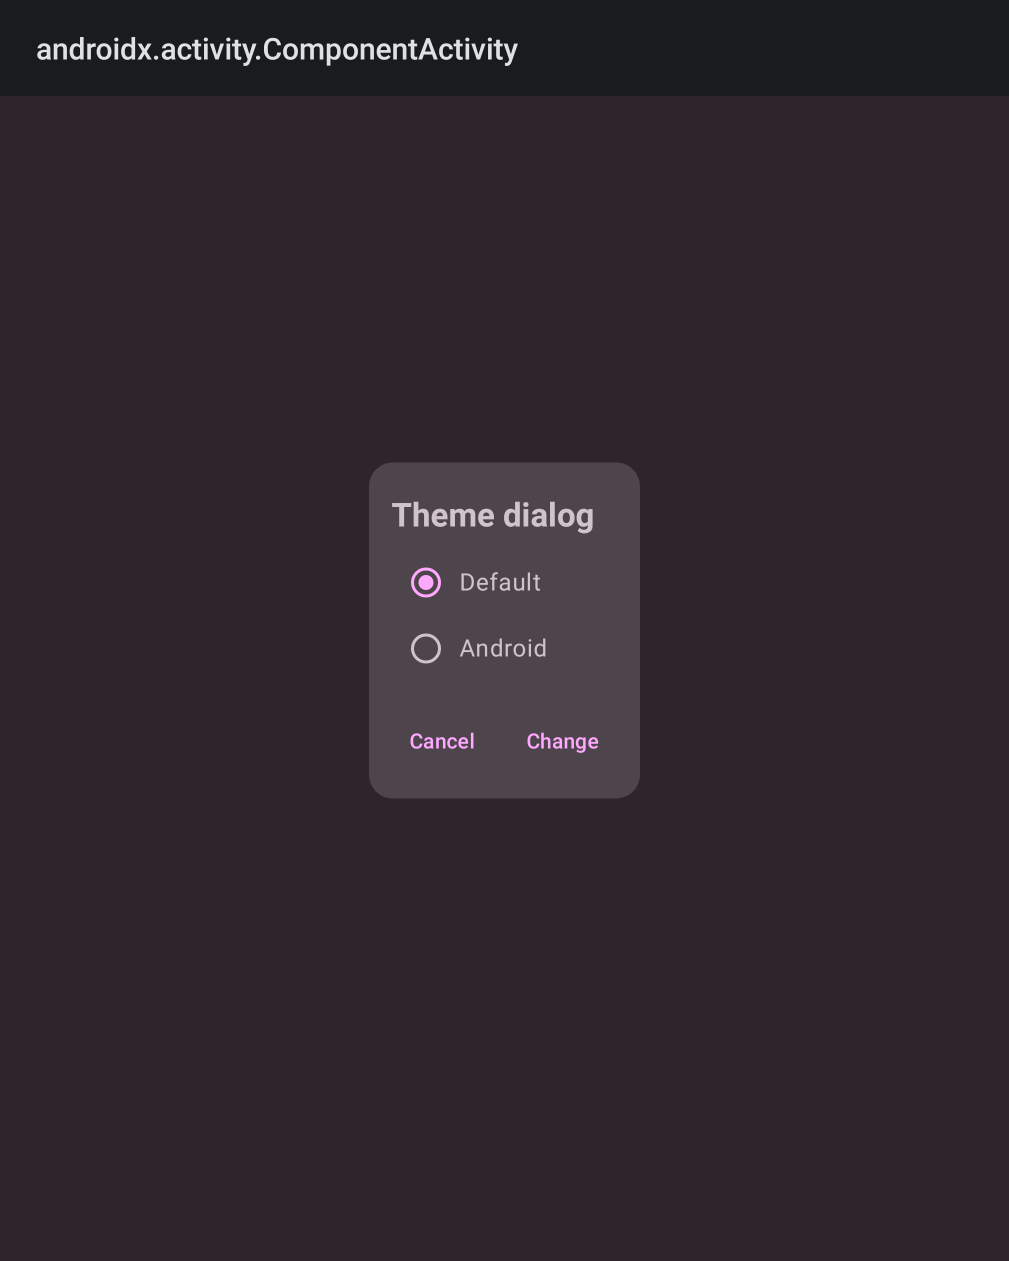 androidx.activity.ComponentActivity
Theme dialog
Default
Android
Cancel Change